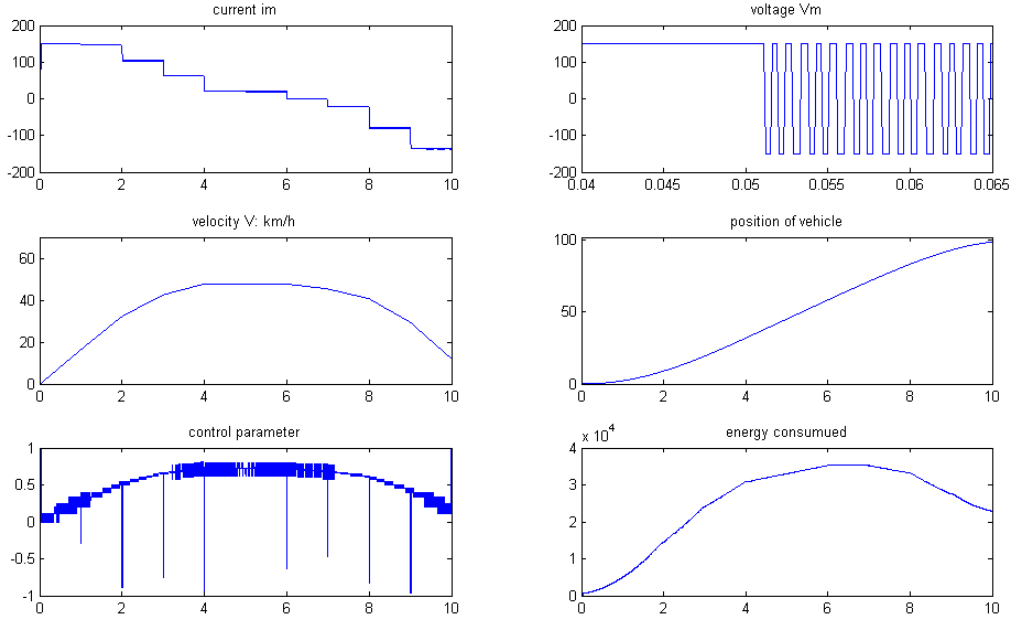 current im
200
100
0
-100
-200
0 2 4 6 8 10
voltage Vm
200
100
0
-100
-200
0.04 0.045 0.05 0.055 0.06 0.065
velocity V: km/h
60
40
20
0
0 2 4 6 8 10
position of vehicle
100
50
0
0 2 4 6 8 10
control parameter
1
0.5
0
-0.5
-1
0 2 4 6 8 10
energy consumued
x 10^4
4
3
2
1
0
0 2 4 6 8 10